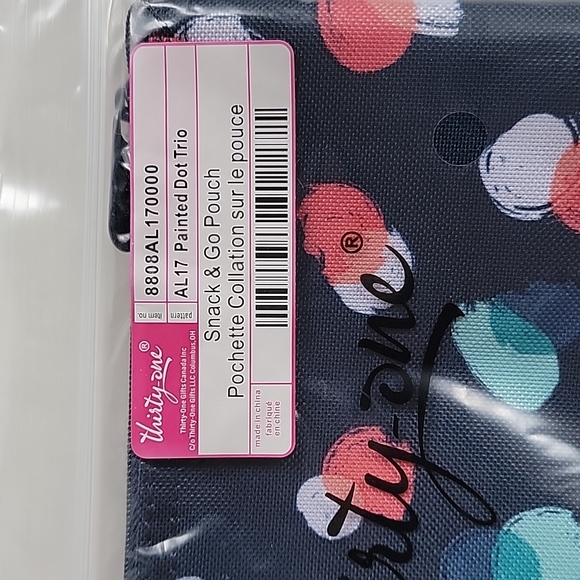 thirty-one®
Thirty-One Gifts Canada Inc
C/o Thirty-One Gifts LLC Columbus,OH
item no. 8808AL170000
pattern AL17 Painted Dot Trio
Snack & Go Pouch
Pochette Collation sur le pouce
made in china
fabriqué
en chine
rty-one®